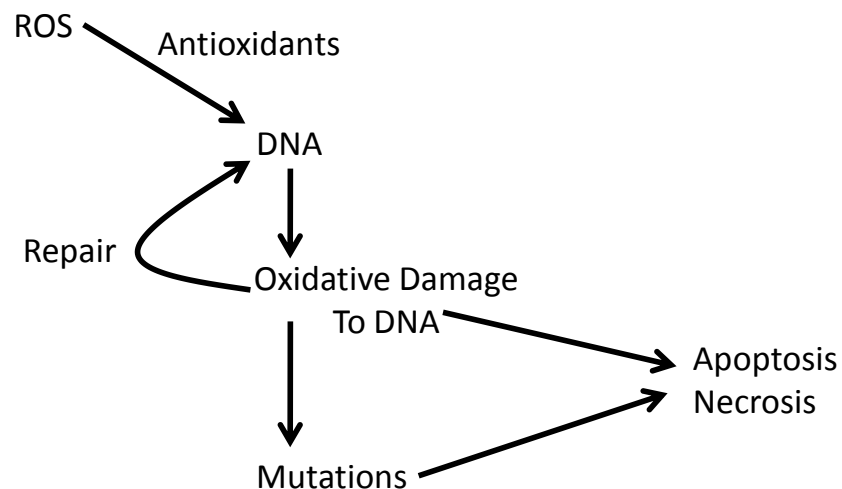 ROS
Antioxidants
DNA
Repair
Oxidative Damage
To DNA
Apoptosis
Necrosis
Mutations